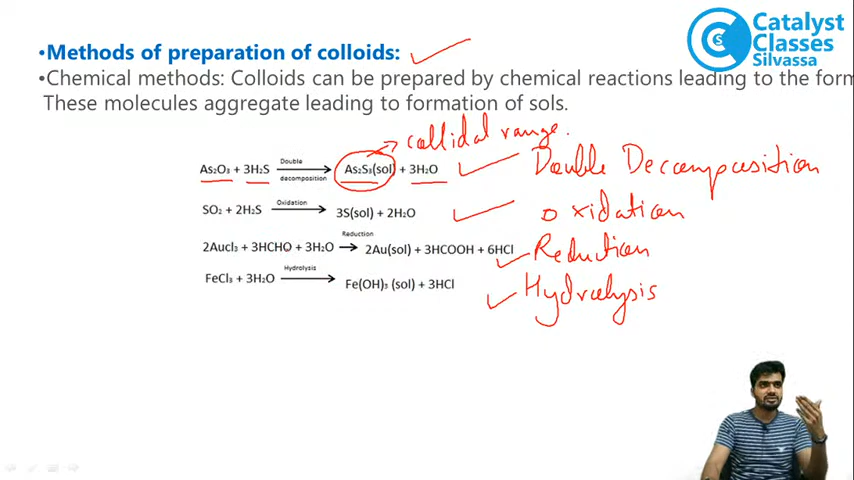 Catalyst
Classes
Silvassa
•Methods of preparation of colloids:
•Chemical methods: Colloids can be prepared by chemical reactions leading to the form
These molecules aggregate leading to formation of sols.
collidal range.
As₂O₃ + 3H₂S Double decomposition As₂S₃(sol) + 3H₂O Double Decomposition
SO₂ + 2H₂S Oxidation 3S(sol) + 2H₂O oxidation
2Aucl₃ + 3HCHO + 3H₂O Reduction 2Au(sol) + 3HCOOH + 6HCl Reduction
FeCl₃ + 3H₂O Hydrolysis Fe(OH)₃ (sol) + 3HCl Hydrolysis